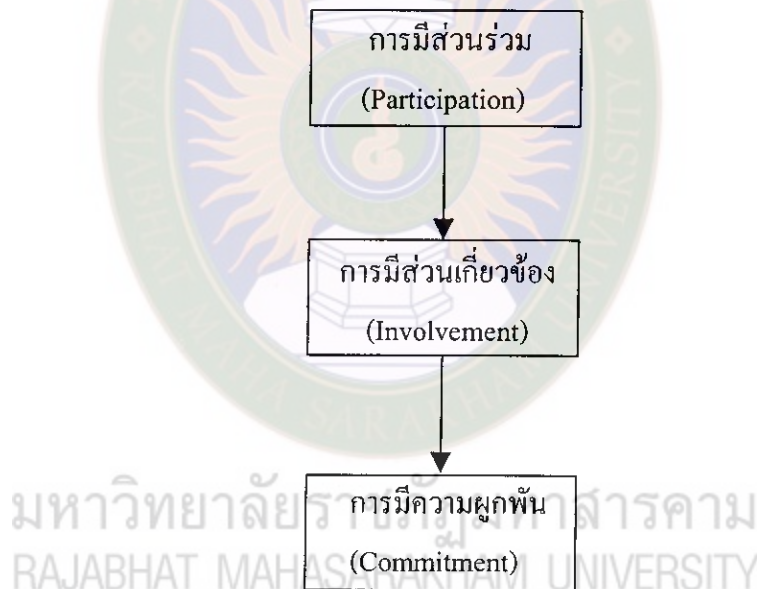 การมีส่วนร่วม
(Participation)
การมีส่วนเกี่ยวข้อง
(Involvement)
การมีความผูกพัน
(Commitment)
มหาวิทยาลัยราชภัฏมหาสารคาม
RAJABHAT MAHASARAKHAM UNIVERSITY